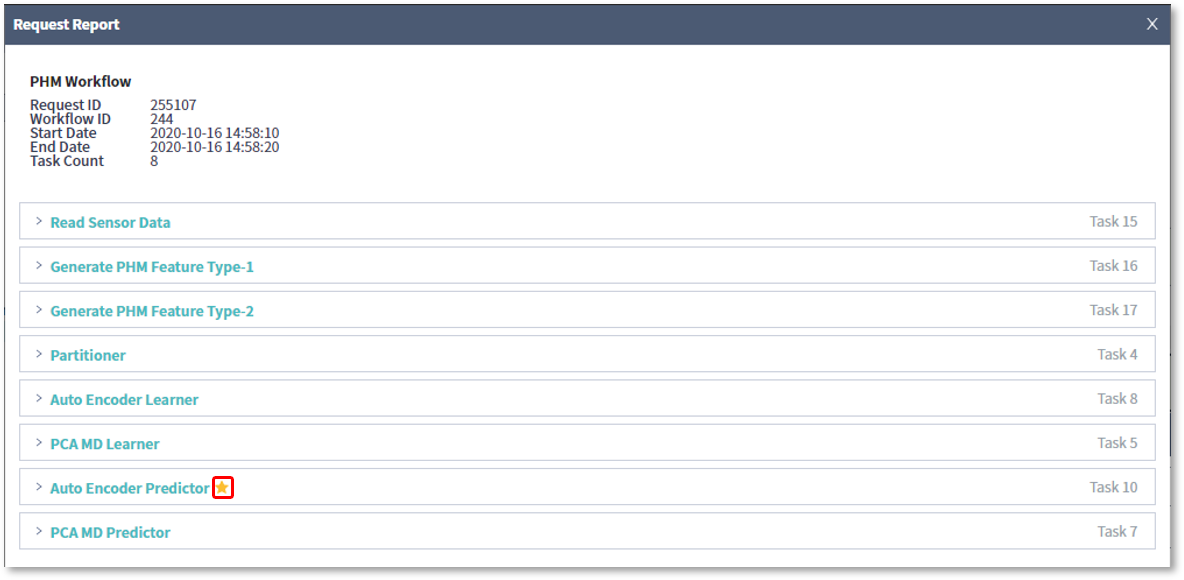 Request Report X
PHM Workflow
Request ID 255107
Workflow ID 244
Start Date 2020-10-16 14:58:10
End Date 2020-10-16 14:58:20
Task Count 8
> Read Sensor Data Task 15
> Generate PHM Feature Type-1 Task 16
> Generate PHM Feature Type-2 Task 17
> Partitioner Task 4
> Auto Encoder Learner Task 8
> PCA MD Learner Task 5
> Auto Encoder Predictor Task 10
> PCA MD Predictor Task 7